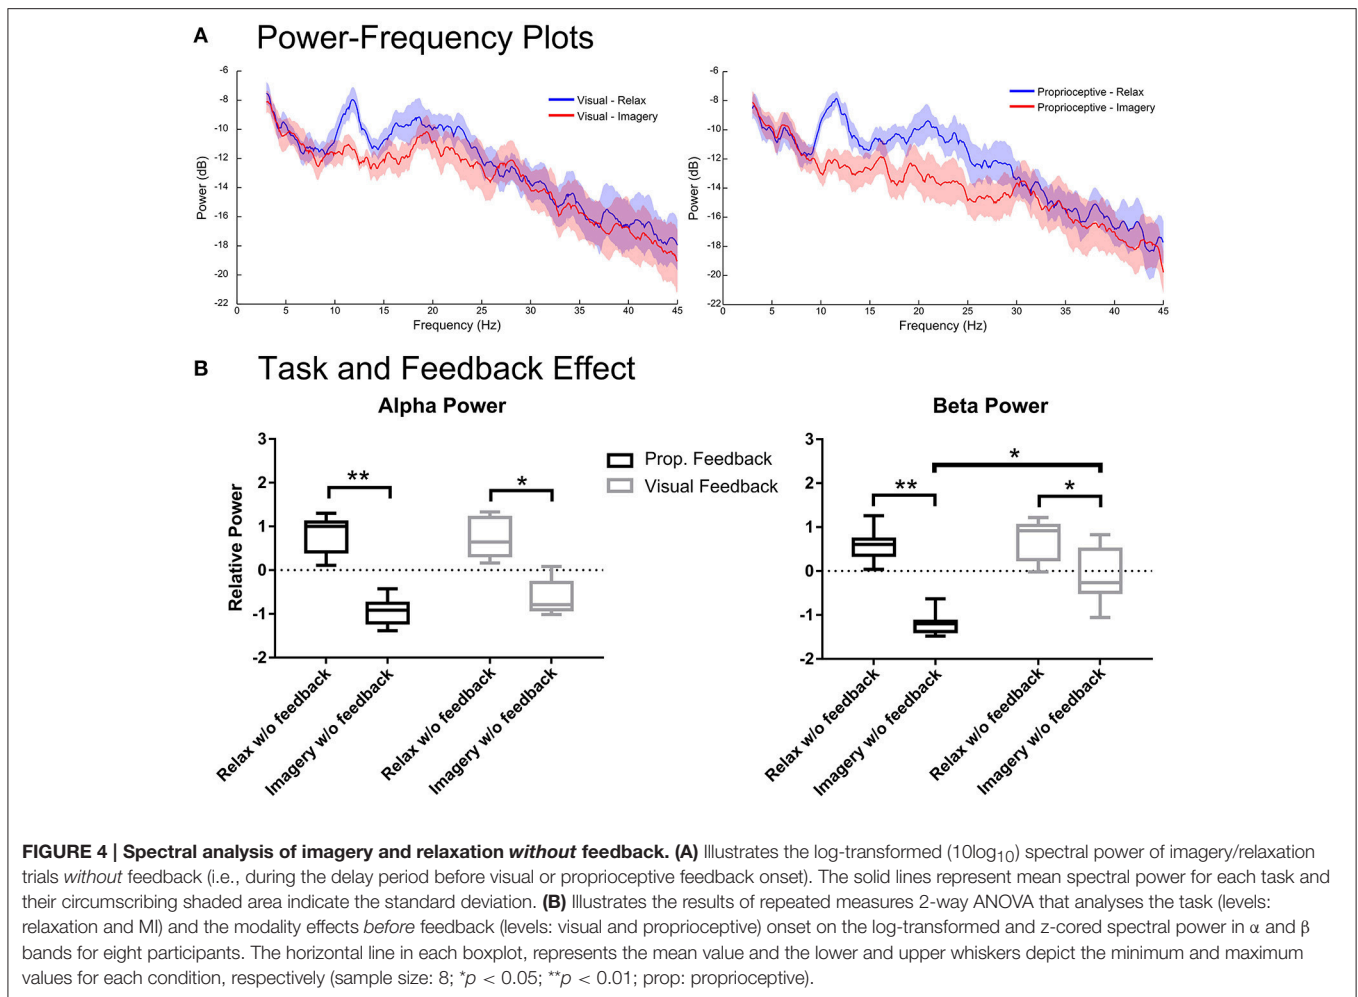 A Power-Frequency Plots
-6
-8
-10
-12
-14
-16
-18
-20
-22
Power (dB)
0 5 10 15 20 25 30 35 40 45
Frequency (Hz)
Visual - Relax
Visual - Imagery
-6
-8
-10
-12
-14
-16
-18
-20
-22
Power (dB)
0 5 10 15 20 25 30 35 40 45
Frequency (Hz)
Proprioceptive - Relax
Proprioceptive - Imagery
B Task and Feedback Effect
Alpha Power
3
2
1
0
-1
-2
Relative Power
** *
Relax w/o feedback
Imagery w/o feedback
Relax w/o feedback
Imagery w/o feedback
Prop. Feedback
Visual Feedback
Beta Power
3
2
1
0
-1
-2
*
** *
Relax w/o feedback
Imagery w/o feedback
Relax w/o feedback
Imagery w/o feedback
FIGURE 4 | Spectral analysis of imagery and relaxation without feedback. (A) Illustrates the log-transformed (10log10) spectral power of imagery/relaxation
trials without feedback (i.e., during the delay period before visual or proprioceptive feedback onset). The solid lines represent mean spectral power for each task and
their circumscribing shaded area indicate the standard deviation. (B) Illustrates the results of repeated measures 2-way ANOVA that analyses the task (levels:
relaxation and MI) and the modality effects before feedback (levels: visual and proprioceptive) onset on the log-transformed and z-cored spectral power in α and β
bands for eight participants. The horizontal line in each boxplot, represents the mean value and the lower and upper whiskers depict the minimum and maximum
values for each condition, respectively (sample size: 8; *p < 0.05; **p < 0.01; prop: proprioceptive).